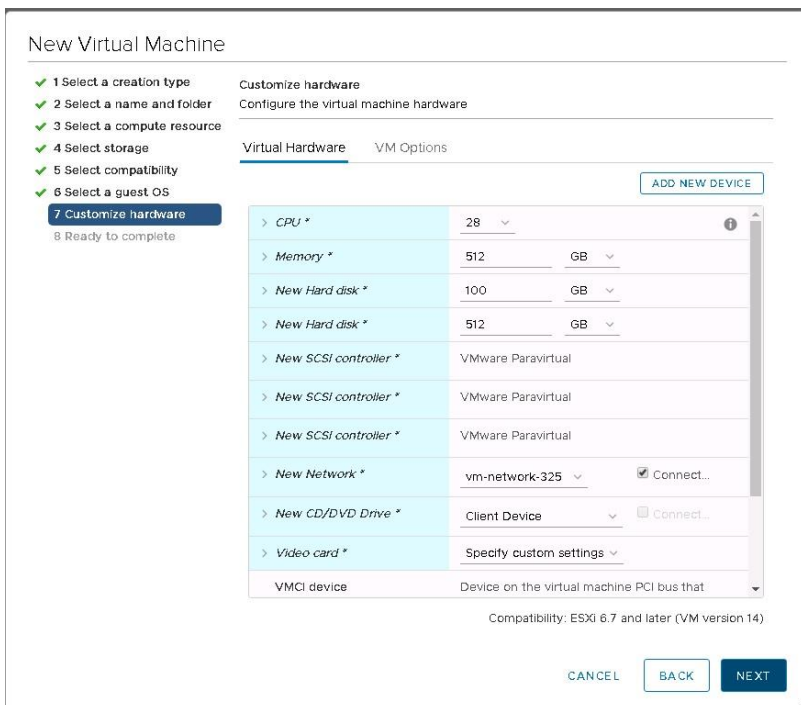 New Virtual Machine
1 Select a creation type
2 Select a name and folder
3 Select a compute resource
4 Select storage
5 Select compatibility
6 Select a guest OS
7 Customize hardware
8 Ready to complete
Customize hardware
Configure the virtual machine hardware
Virtual Hardware VM Options
ADD NEW DEVICE
> CPU * 28
> Memory * 512 GB
> New Hard disk * 100 GB
> New Hard disk * 512 GB
> New SCSI controller * VMware Paravirtual
> New SCSI controller * VMware Paravirtual
> New SCSI controller * VMware Paravirtual
> New Network * vm-network-325 Connect...
> New CD/DVD Drive * Client Device Connect...
> Video card * Specify custom settings
VMCI device Device on the virtual machine PCI bus that
Compatibility: ESXi 6.7 and later (VM version 14)
CANCEL BACK NEXT